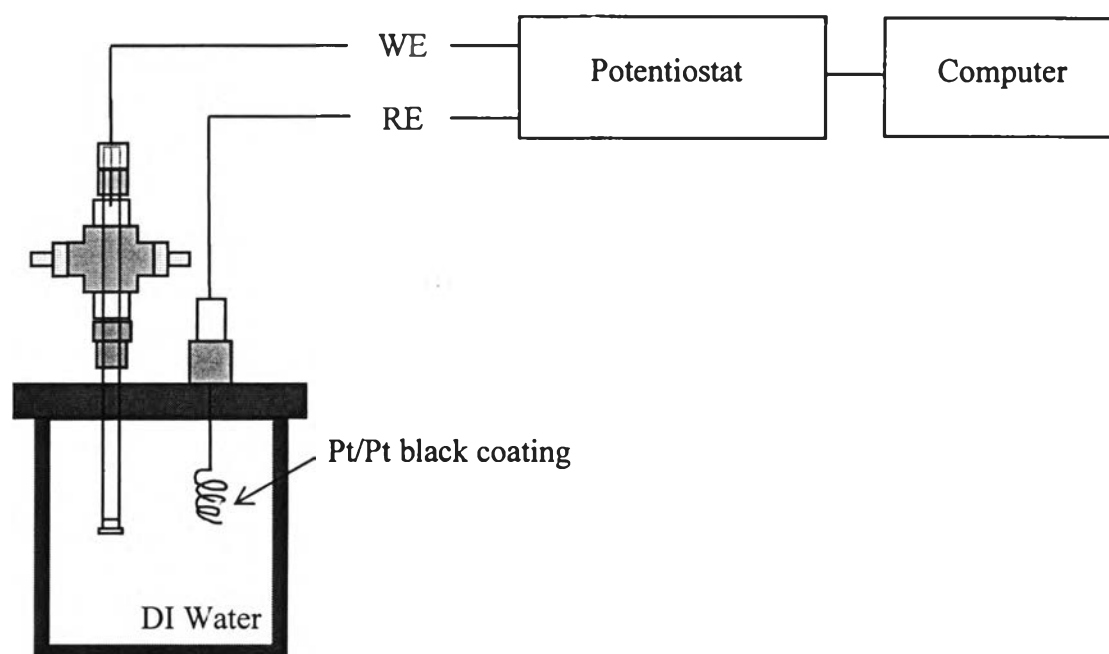 WE
Potentiostat
Computer
RE
Pt/Pt black coating
DI Water